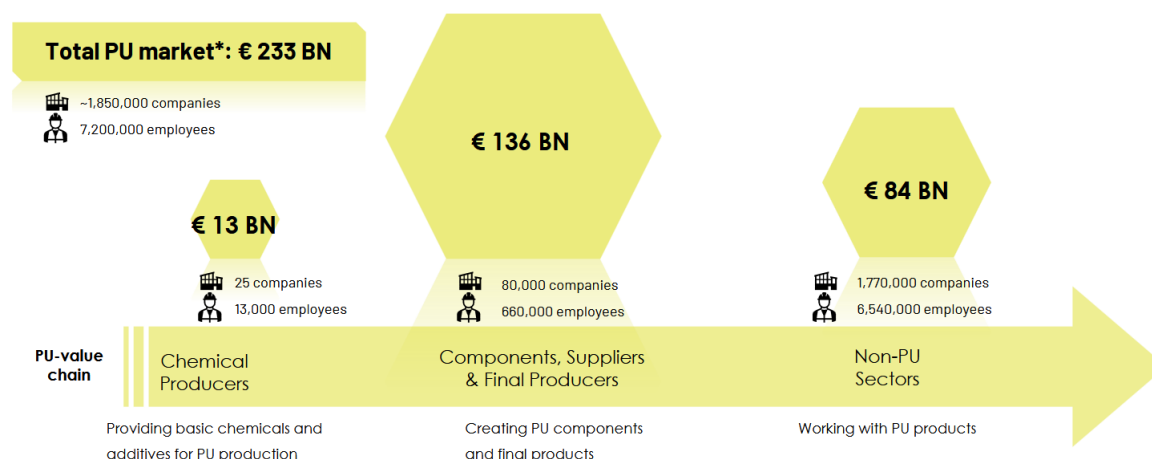 Total PU market*: € 233 BN
~1,850,000 companies
7,200,000 employees
€ 13 BN
25 companies
13,000 employees
€ 136 BN
80,000 companies
660,000 employees
€ 84 BN
1,770,000 companies
6,540,000 employees
PU-value
chain
Chemical
Producers
Components, Suppliers
& Final Producers
Non-PU
Sectors
Providing basic chemicals and
additives for PU production
Creating PU components
and final products
Working with PU products